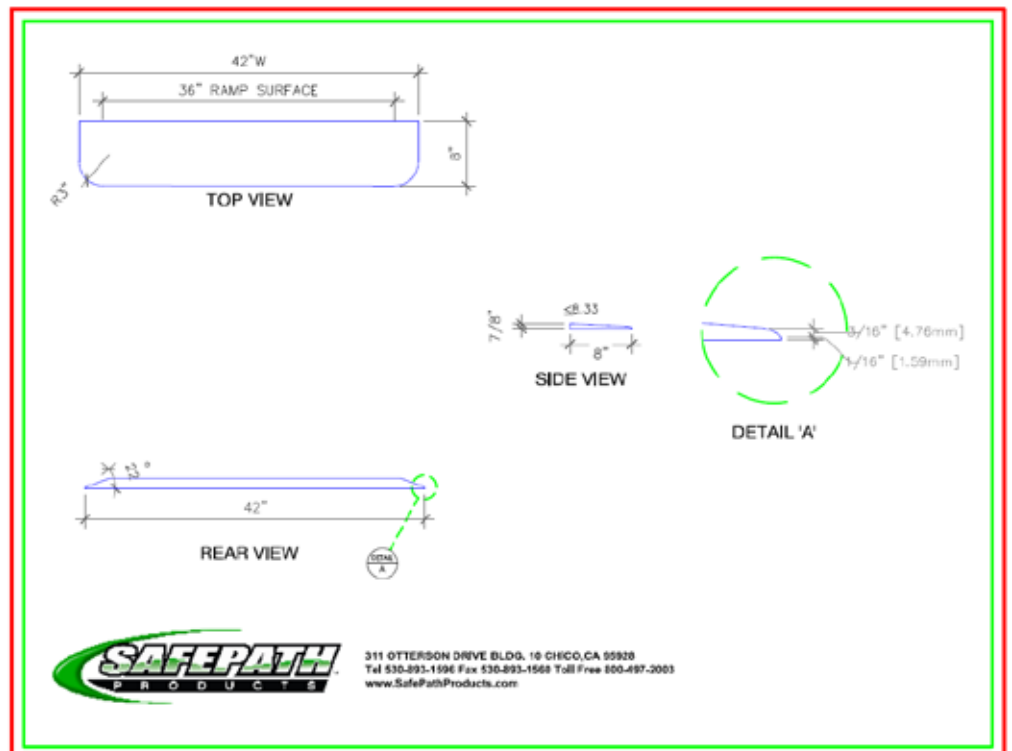 42"W
36" RAMP SURFACE
8"
R3"
TOP VIEW
≤8.33
7/8"
8"
SIDE VIEW
3/16" [4.76mm]
1/16" [1.59mm]
DETAIL 'A'
23°
42"
REAR VIEW
DETAIL
A
SAFEPATH
PRODUCTS
311 OTTERSON DRIVE BLDG. 10 CHICO,CA 95928
Tel 530-893-1596 Fax 530-893-1560 Toll Free 800-497-2003
www.SafePathProducts.com